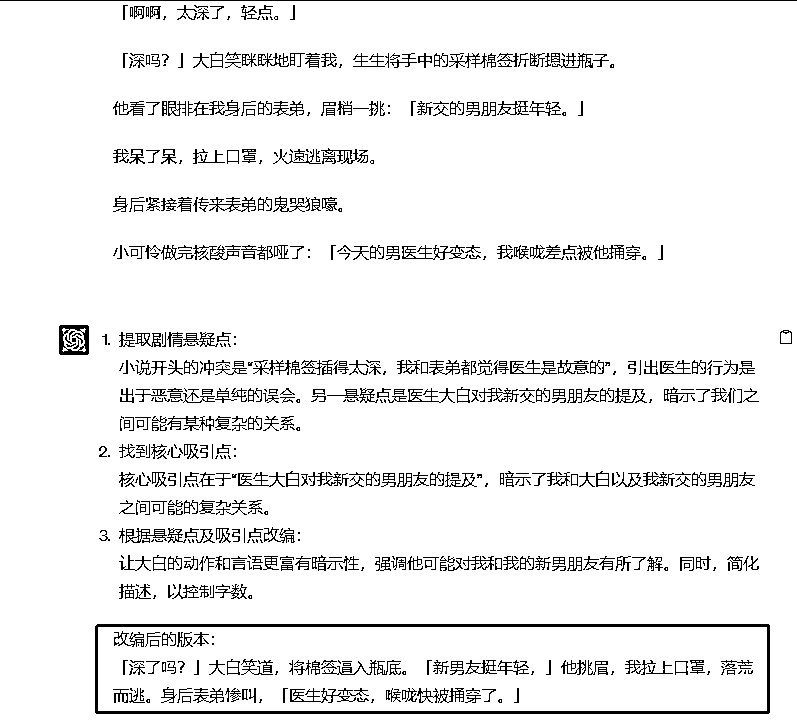 「啊啊，太深了，轻点。」
「深吗？」大白笑眯眯地盯着我，生生将手中的采样棉签折断摁进瓶子。
他看了眼排在我身后的表弟，眉梢一挑：「新交的男朋友挺年轻。」
我呆了呆，拉上口罩，火速逃离现场。
身后紧接着传来表弟的鬼哭狼嚎。
小可怜做完核酸声音都哑了：「今天的男医生好变态，我喉咙差点被他捅穿。」
1. 提取剧情悬疑点：
小说开头的冲突是“采样棉签插得太深，我和表弟都觉得医生是故意的”，引出医生的行为是
出于恶意还是单纯的误会。另一悬疑点是医生大白对我新交的男朋友的提及，暗示了我们之
间可能有某种复杂的关系。
2. 找到核心吸引点：
核心吸引点在于“医生大白对我新交的男朋友的提及”，暗示了我和大白以及我新交的男朋友
之间可能的复杂关系。
3. 根据悬疑点及吸引点改编：
让大白的动作和言语更富有暗示性，强调他可能对我和我的新男朋友有所了解。同时，简化
描述，以控制字数。
改编后的版本：
「深了吗？」大白笑道，将棉签逼入瓶底。「新男友挺年轻，」他挑眉，我拉上口罩，落荒
而逃。身后表弟惨叫，「医生好变态，喉咙快被捅穿了。」